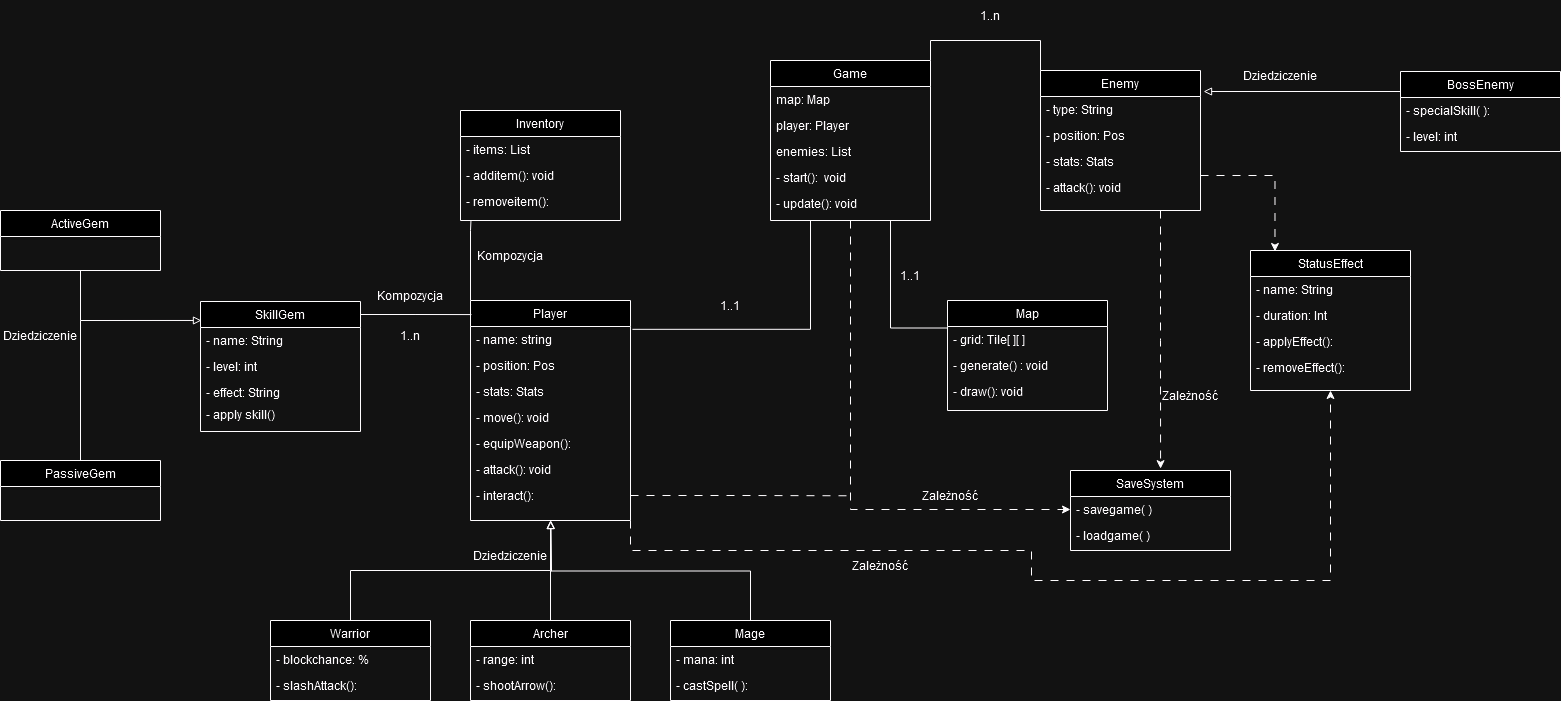 1..n
Game
map: Map
player: Player
enemies: List
- start():  void
- update(): void
Enemy
- type: String
- position: Pos
- stats: Stats
- attack(): void
Dziedziczenie
BossEnemy
- specialSkill( ):
- level: int
Inventory
- items: List
- additem(): void
- removeitem():
Kompozycja
ActiveGem
Dziedziczenie
PassiveGem
SkillGem
- name: String
- level: int
- effect: String
- apply skill()
Kompozycja
1..n
Player
- name: string
- position: Pos
- stats: Stats
- move(): void
- equipWeapon():
- attack(): void
- interact():
1..1
1..1
Map
- grid: Tile[ ][ ]
- generate() : void
- draw(): void
StatusEffect
- name: String
- duration: Int
- applyEffect():
- removeEffect():
Zależność
SaveSystem
- savegame( )
- loadgame( )
Zależność
Zależność
Dziedziczenie
Warrior
- blockchance: %
- slashAttack():
Archer
- range: int
- shootArrow():
Mage
- mana: int
- castSpell( ):